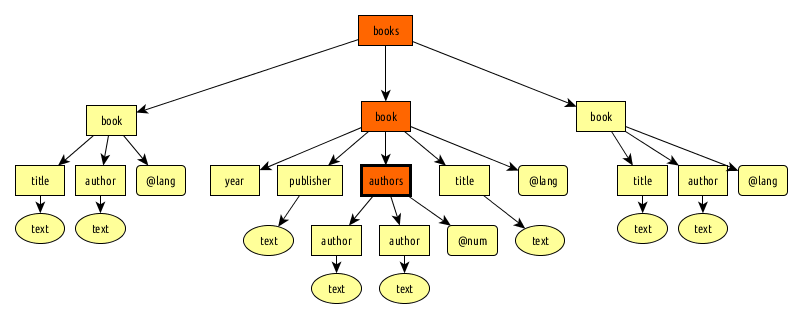 books
book
book
book
title
author
@lang
year
publisher
authors
title
@lang
title
author
@lang
text
text
text
author
author
@num
text
text
text
text
text